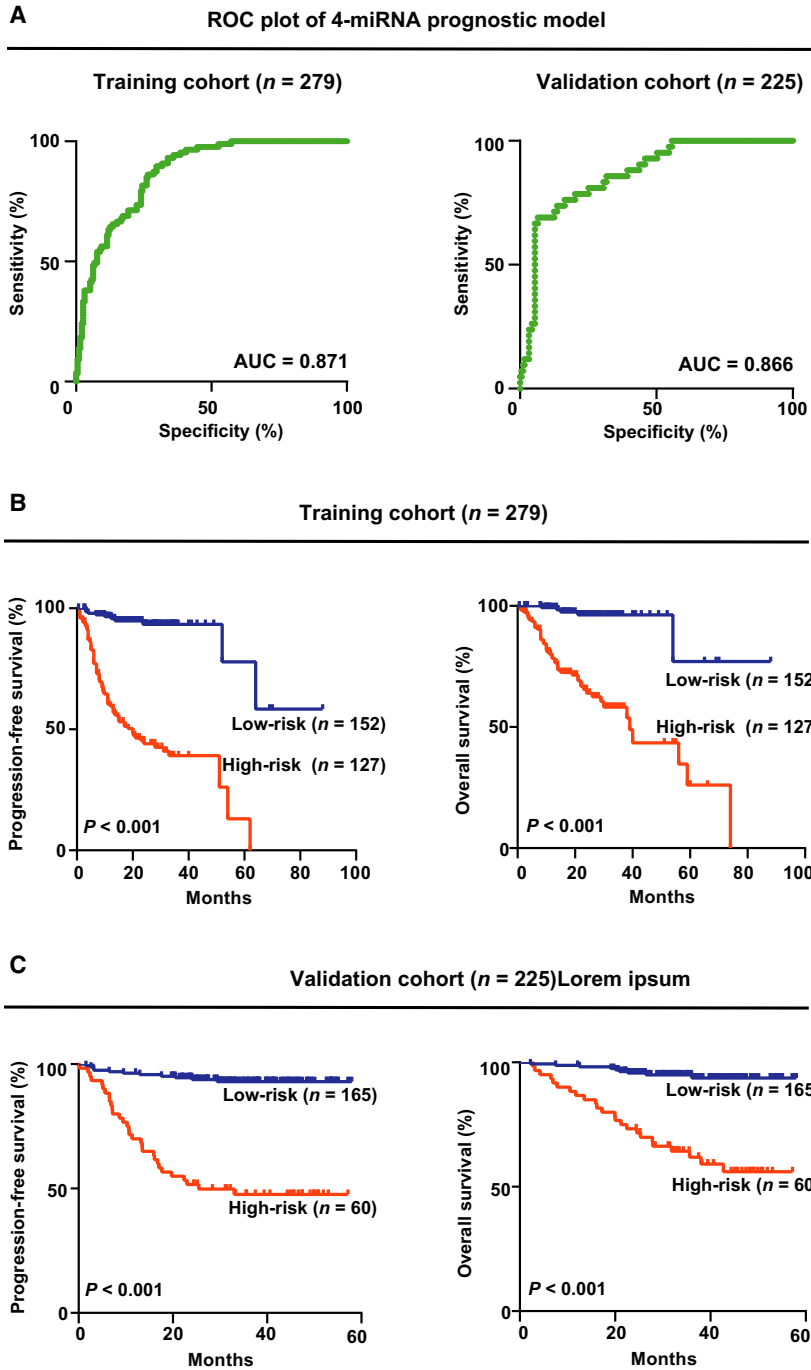 A
ROC plot of 4-miRNA prognostic model
Training cohort (n = 279)
Validation cohort (n = 225)
Sensitivity (%)
100
50
0
AUC = 0.871
0 50 100
Specificity (%)
Sensitivity (%)
100
50
0
AUC = 0.866
0 50 100
Specificity (%)
B
Training cohort (n = 279)
Progression-free survival (%)
100
50
0
Low-risk (n = 152)
High-risk (n = 127)
P < 0.001
0 20 40 60 80 100
Months
Overall survival (%)
100
50
0
Low-risk (n = 152
High-risk (n = 127
P < 0.001
0 20 40 60 80 100
Months
C
Validation cohort (n = 225)Lorem ipsum
Progression-free survival (%)
100
50
0
Low-risk (n = 165)
High-risk (n = 60)
P < 0.001
0 20 40 60
Months
Overall survival (%)
100
50
0
Low-risk (n = 165
High-risk (n = 60
P < 0.001
0 20 40 60
Months